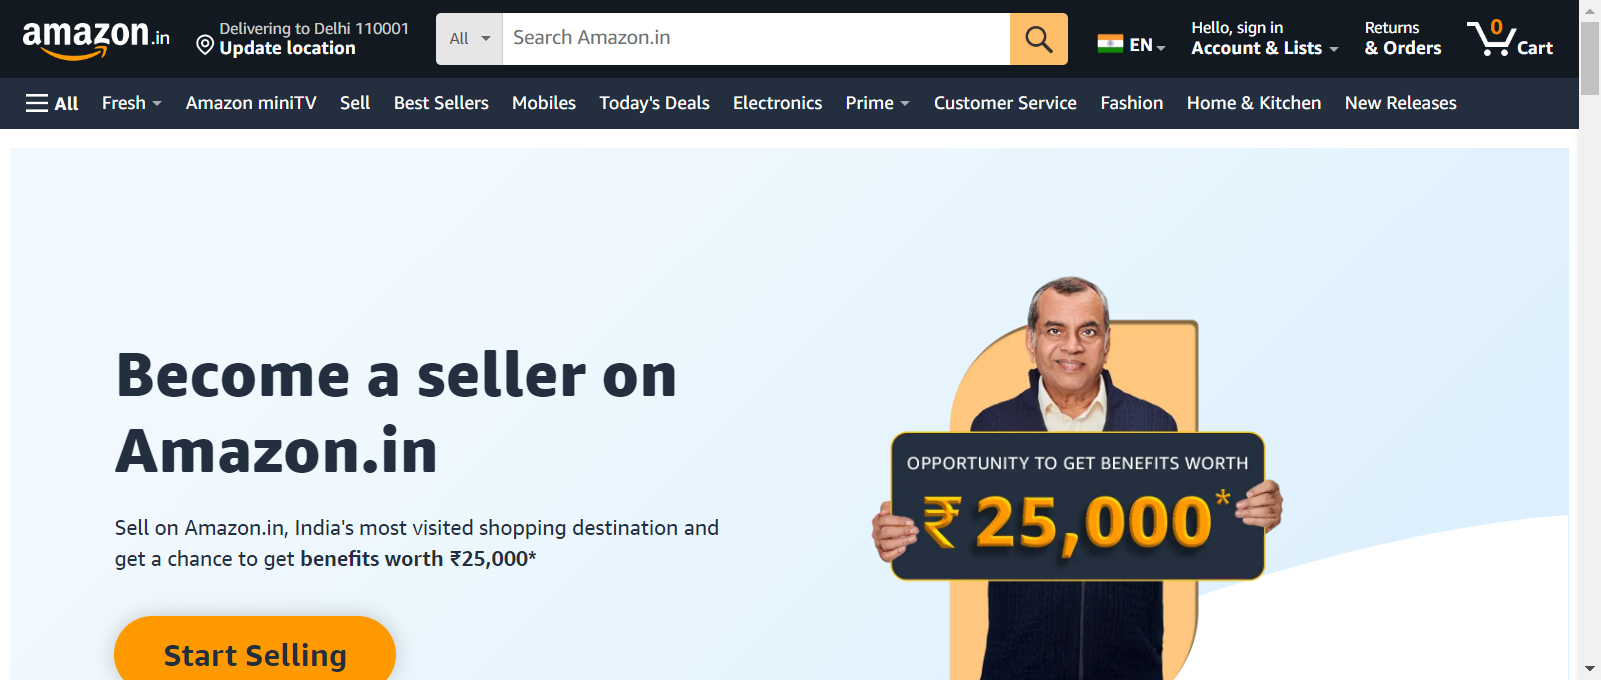 amazon.in
Delivering to Delhi 110001
Update location
All
Search Amazon.in
EN
Hello, sign in
Account & Lists
Returns
& Orders
0
Cart
All
Fresh
Amazon miniTV
Sell
Best Sellers
Mobiles
Today's Deals
Electronics
Prime
Customer Service
Fashion
Home & Kitchen
New Releases
Become a seller on
Amazon.in
Sell on Amazon.in, India's most visited shopping destination and
get a chance to get benefits worth ₹25,000*
Start Selling
OPPORTUNITY TO GET BENEFITS WORTH
₹ 25,000*